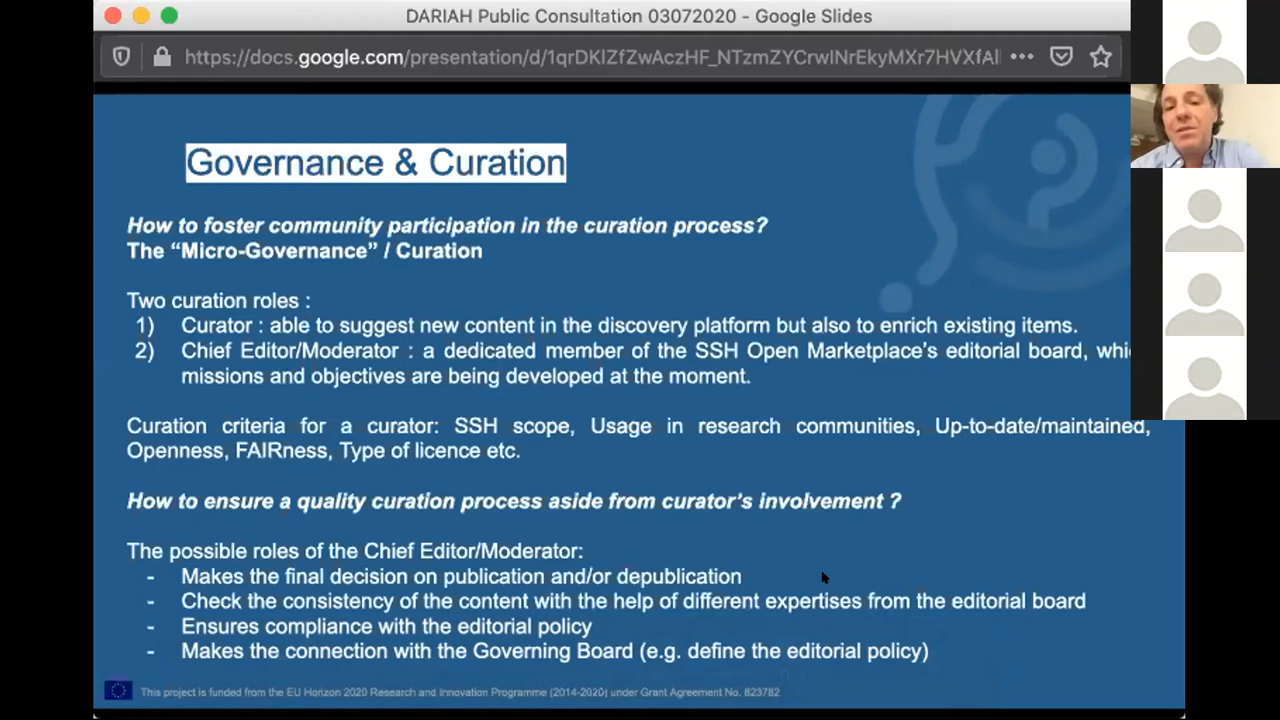 DARIAH Public Consultation 03072020 - Google Slides
Governance & Curation
How to foster community participation in the curation process?
The “Micro-Governance” / Curation
Two curation roles :
1) Curator : able to suggest new content in the discovery platform but also to enrich existing items.
2) Chief Editor/Moderator : a dedicated member of the SSH Open Marketplace’s editorial board,
missions and objectives are being developed at the moment.
Curation criteria for a curator: SSH scope, Usage in research communities, Up-to-date/maintained,
Openness, FAIRness, Type of licence etc.
How to ensure a quality curation process aside from curator’s involvement ?
The possible roles of the Chief Editor/Moderator:
- Makes the final decision on publication and/or depublication
- Check the consistency of the content with the help of different expertises from the editorial board
- Ensures compliance with the editorial policy
- Makes the connection with the Governing Board (e.g. define the editorial policy)
This project is funded from the EU Horizon 2020 Research and Innovation Programme (2014-2020) under Grant Agreement No. 823782